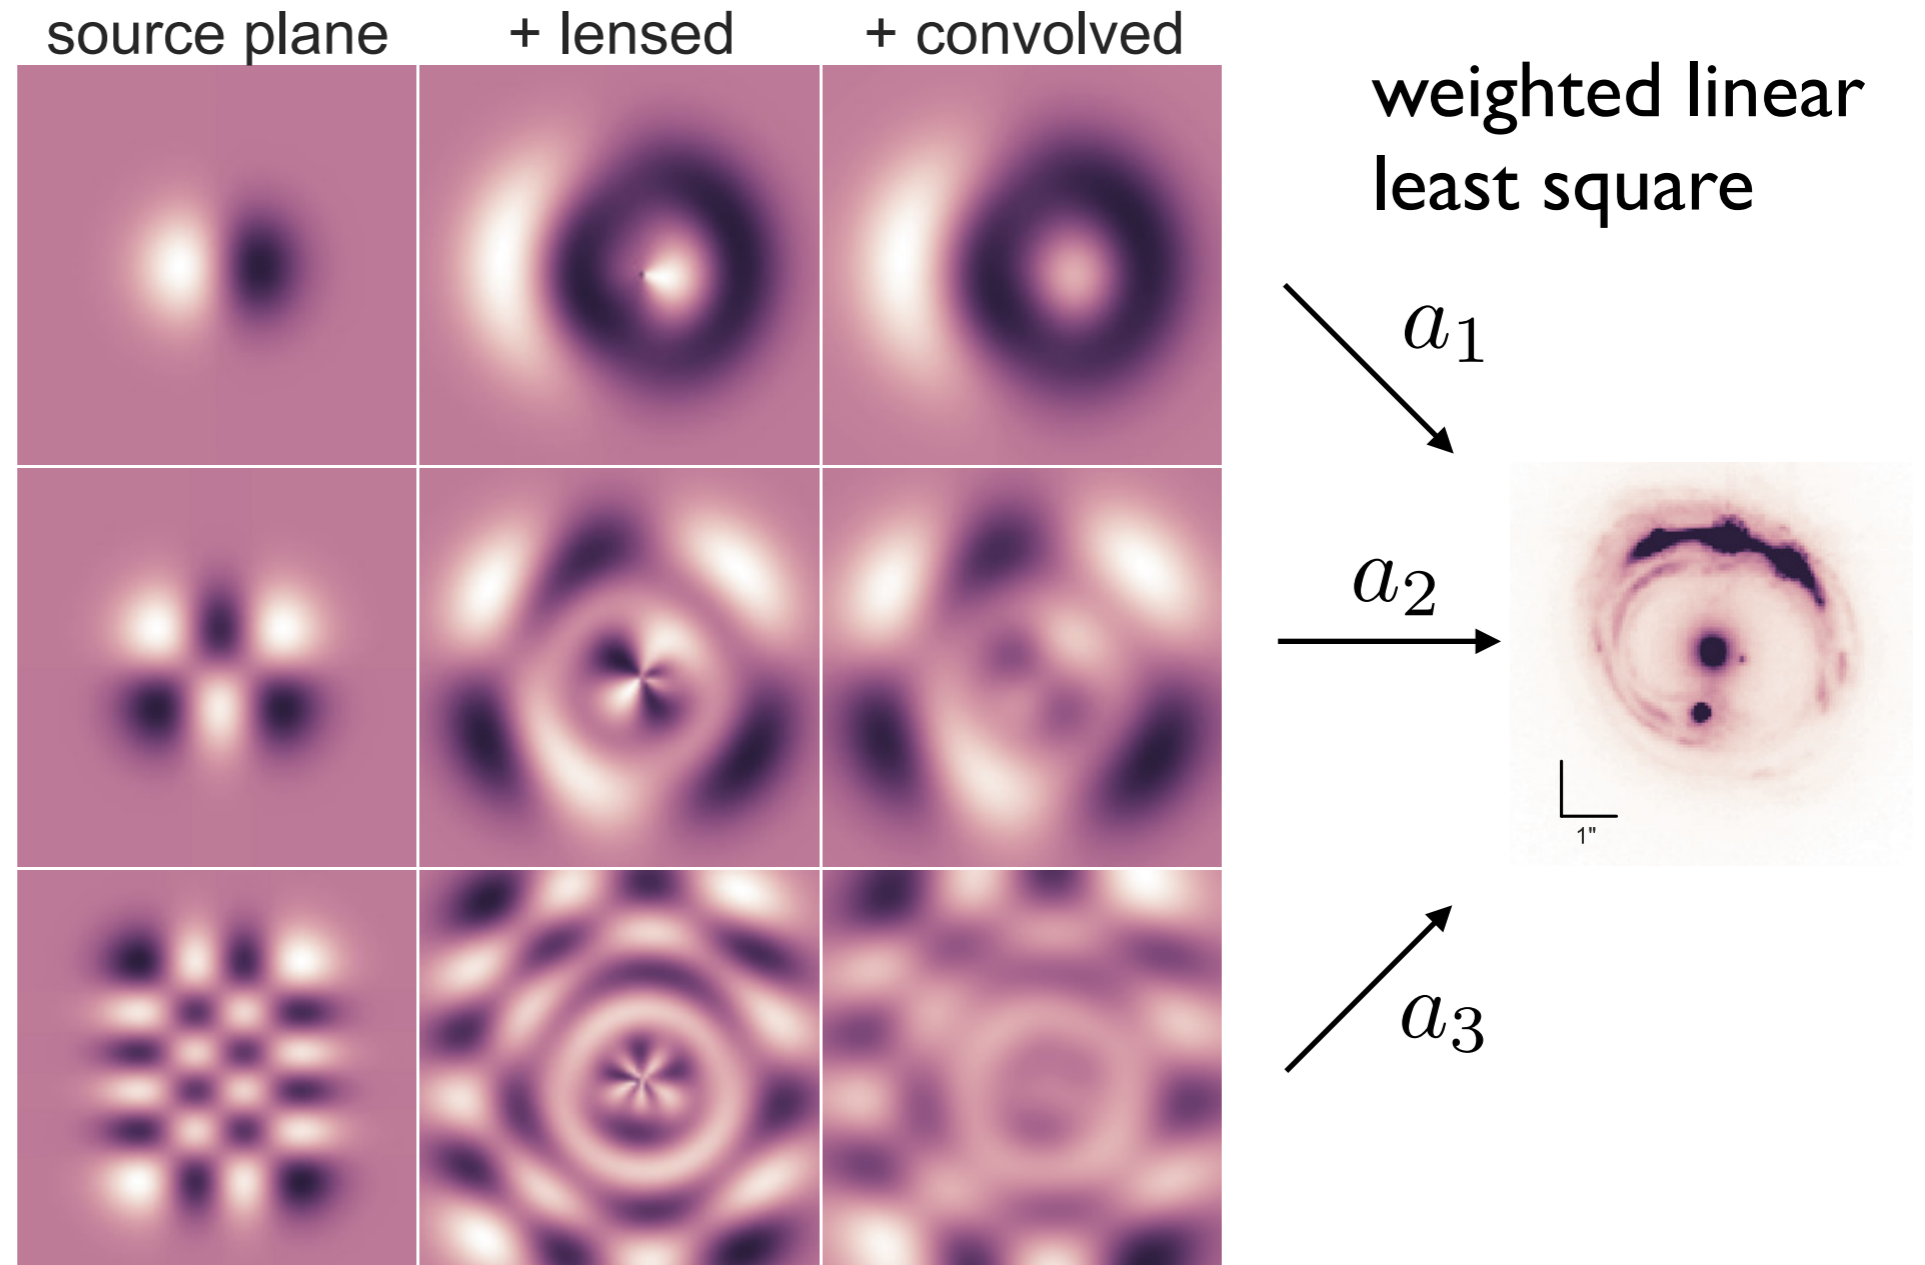 source plane
+ lensed
+ convolved
weighted linear
least square
a₁
a₂
a₃
1"